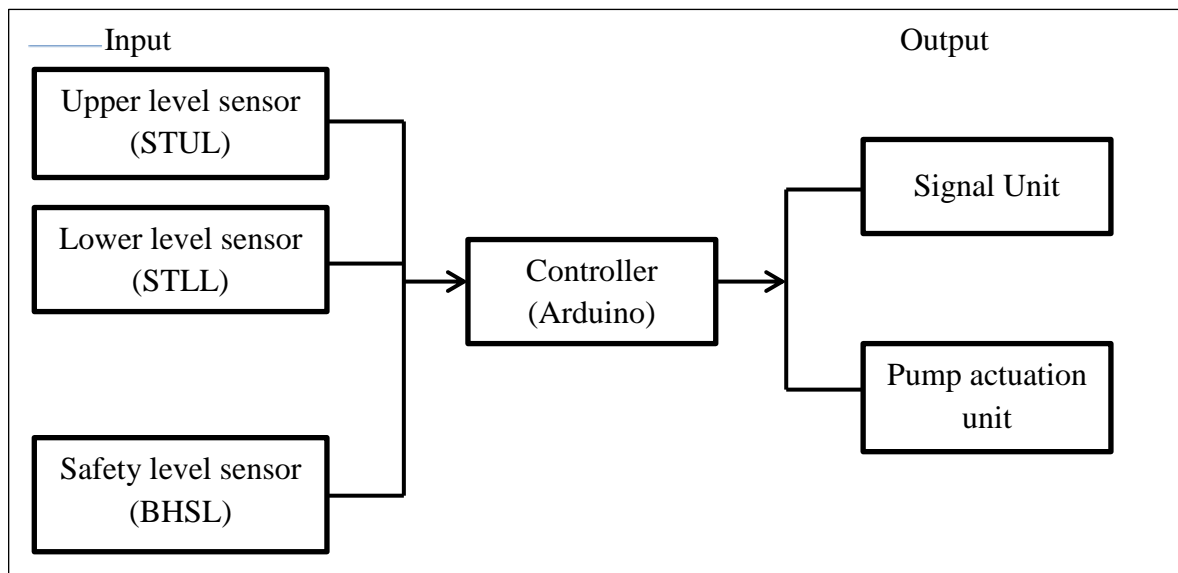 Input
Output
Upper level sensor
(STUL)
Lower level sensor
(STLL)
Safety level sensor
(BHSL)
Controller
(Arduino)
Signal Unit
Pump actuation
unit